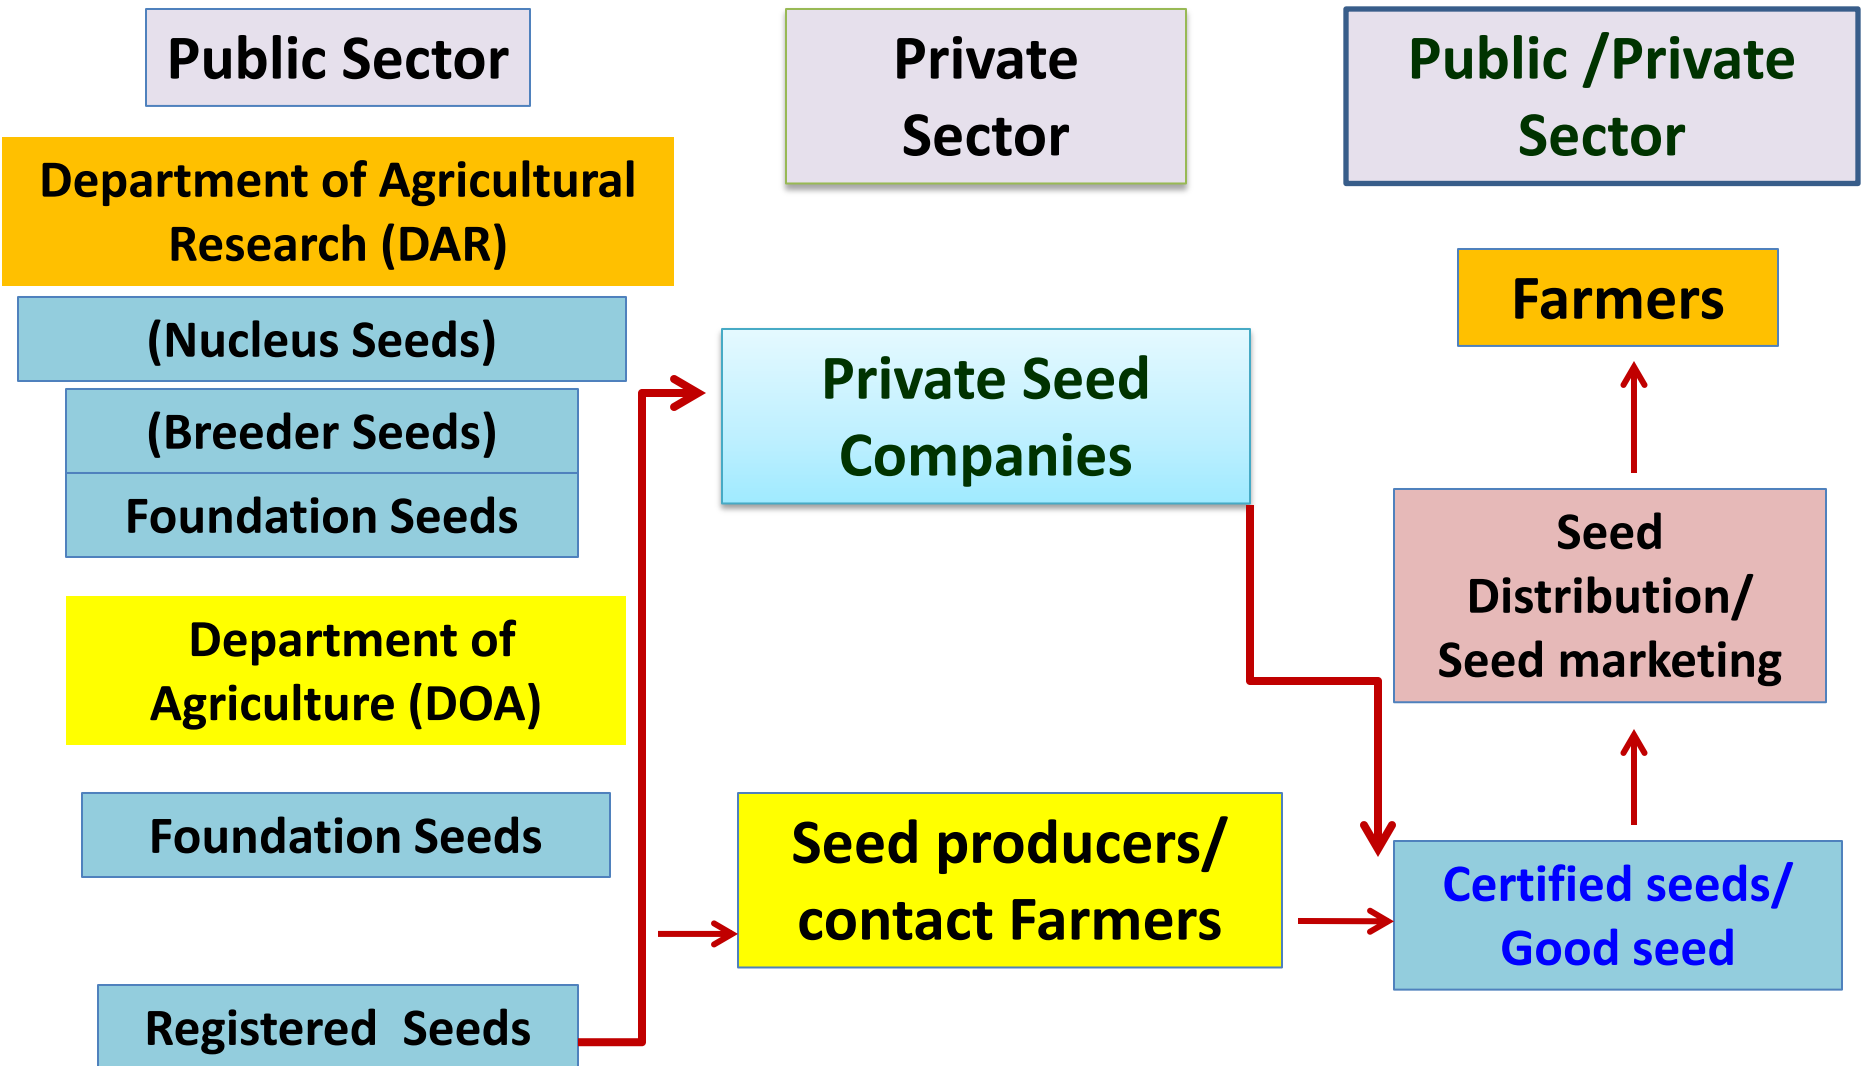 Public Sector
Department of Agricultural
Research (DAR)
(Nucleus Seeds)
(Breeder Seeds)
Foundation Seeds
Department of
Agriculture (DOA)
Foundation Seeds
Registered  Seeds
Private
Sector
Private Seed
Companies
Seed producers/
contact Farmers
Public /Private
Sector
Farmers
Seed
Distribution/
Seed marketing
Certified seeds/
Good seed